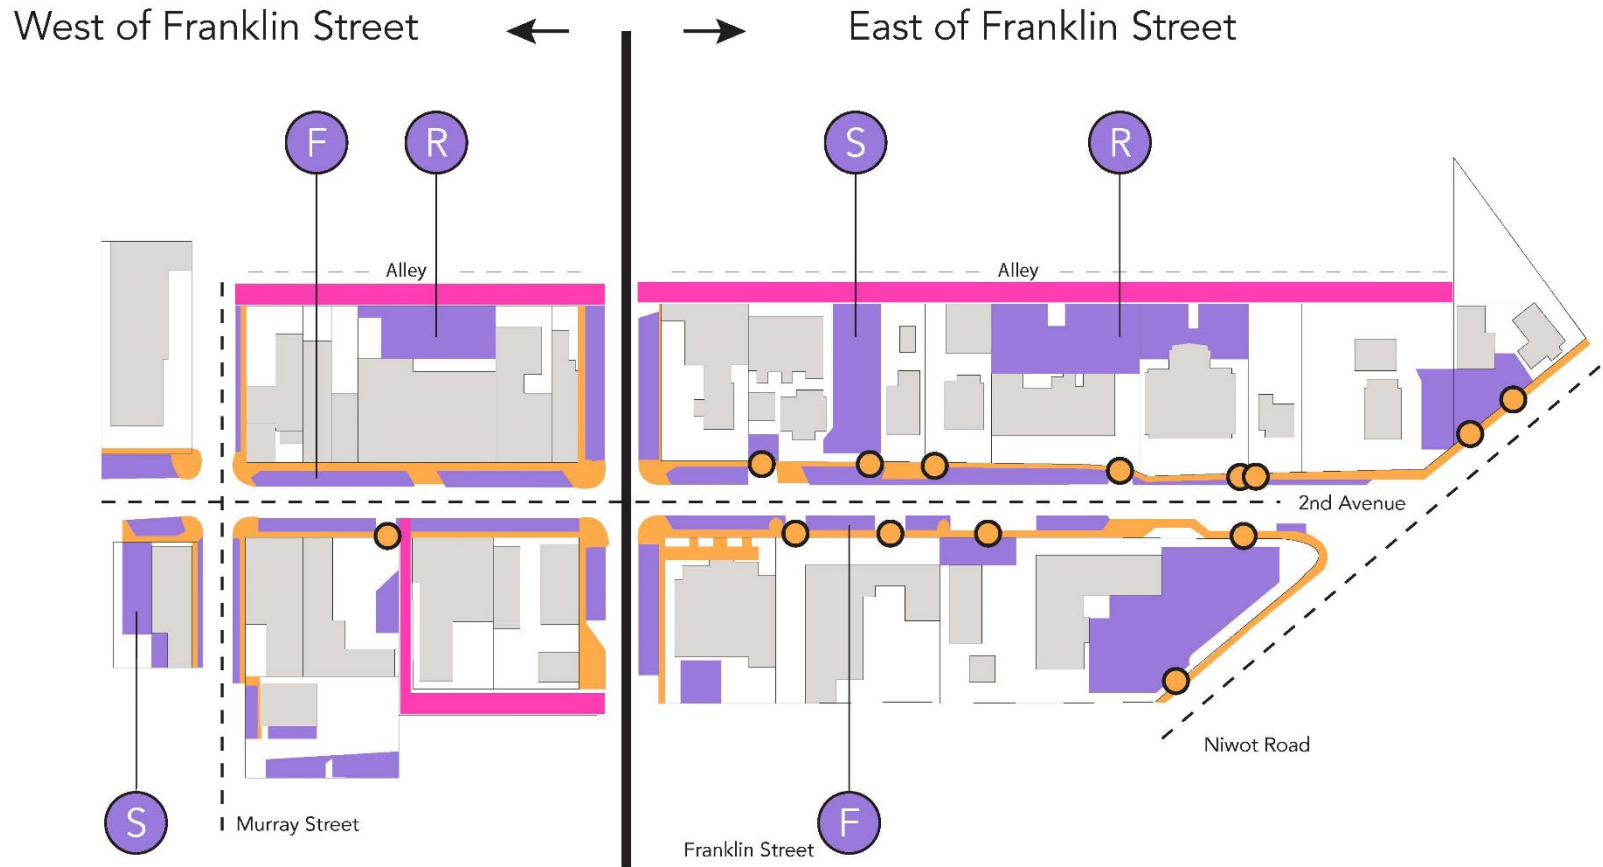 West of Franklin Street
East of Franklin Street
F
R
S
R
Alley
Alley
2nd Avenue
Niwot Road
S
Murray Street
F
Franklin Street